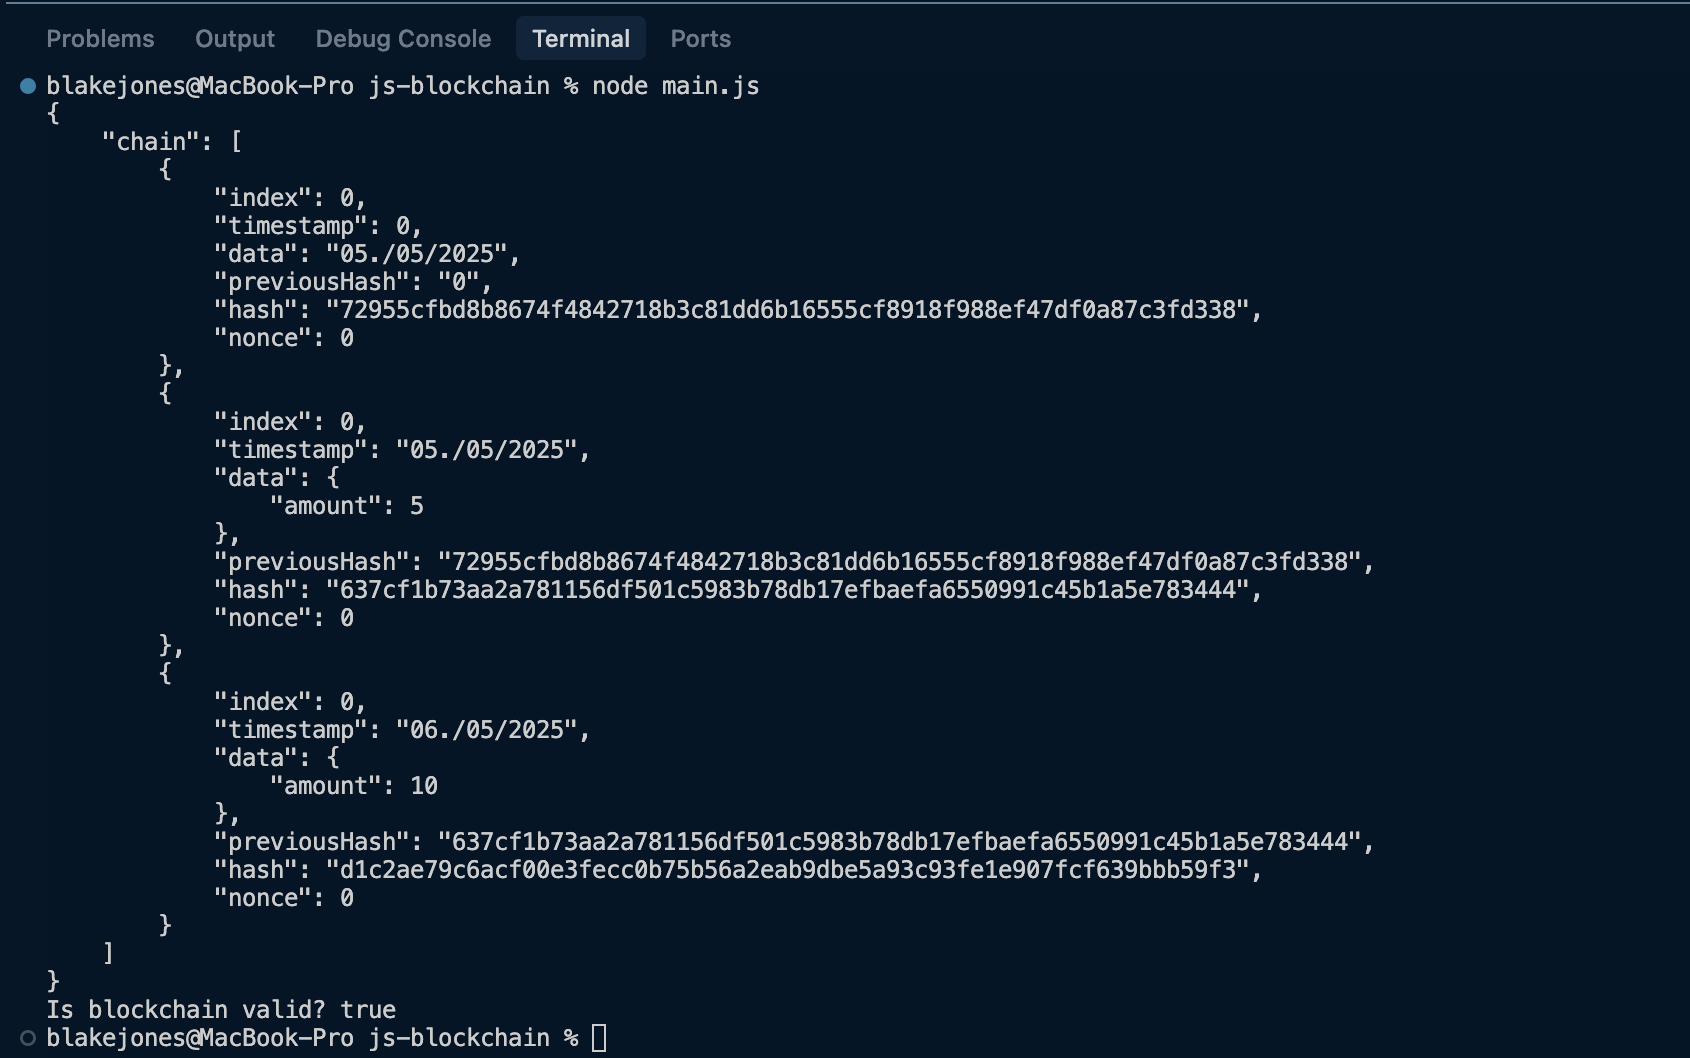 Problems Output Debug Console Terminal Ports
blakejones@MacBook-Pro js-blockchain % node main.js
{
    "chain": [
        {
            "index": 0,
            "timestamp": 0,
            "data": "05./05/2025",
            "previousHash": "0",
            "hash": "72955cfbd8b8674f4842718b3c81dd6b16555cf8918f988ef47df0a87c3fd338",
            "nonce": 0
        },
        {
            "index": 0,
            "timestamp": "05./05/2025",
            "data": {
                "amount": 5
            },
            "previousHash": "72955cfbd8b8674f4842718b3c81dd6b16555cf8918f988ef47df0a87c3fd338",
            "hash": "637cf1b73aa2a781156df501c5983b78db17efbaefa6550991c45b1a5e783444",
            "nonce": 0
        },
        {
            "index": 0,
            "timestamp": "06./05/2025",
            "data": {
                "amount": 10
            },
            "previousHash": "637cf1b73aa2a781156df501c5983b78db17efbaefa6550991c45b1a5e783444",
            "hash": "d1c2ae79c6acf00e3fecc0b75b56a2eab9dbe5a93c93fe1e907fcf639bbb59f3",
            "nonce": 0
        }
    ]
}
Is blockchain valid? true
blakejones@MacBook-Pro js-blockchain %